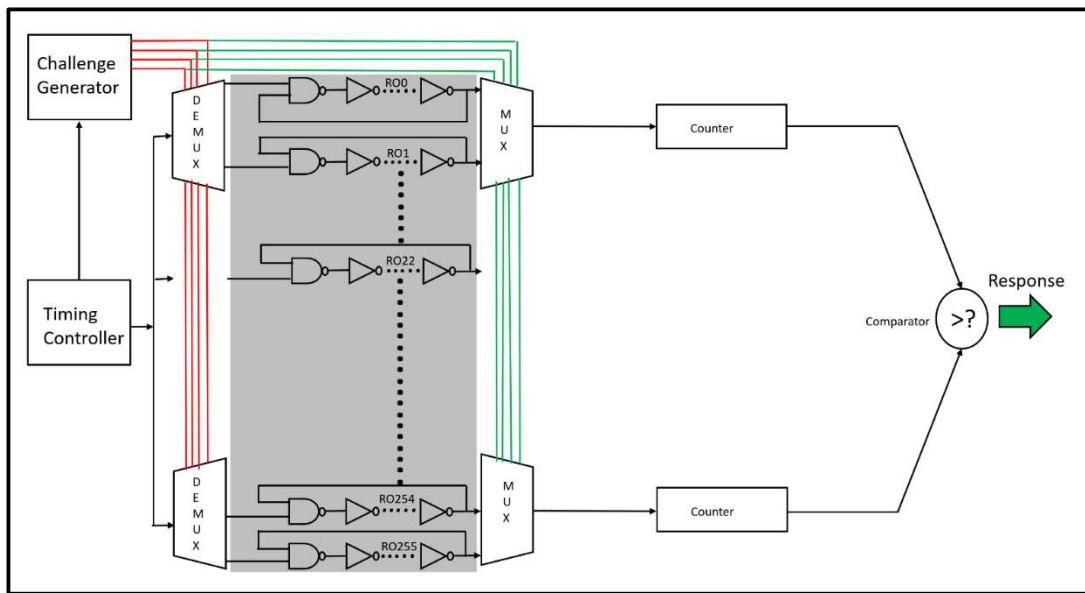 Challenge
Generator
Timing
Controller
D
E
M
U
X
RO0
RO1
RO22
RO254
RO255
D
E
M
U
X
M
U
X
M
U
X
Counter
Counter
Comparator
>?
Response